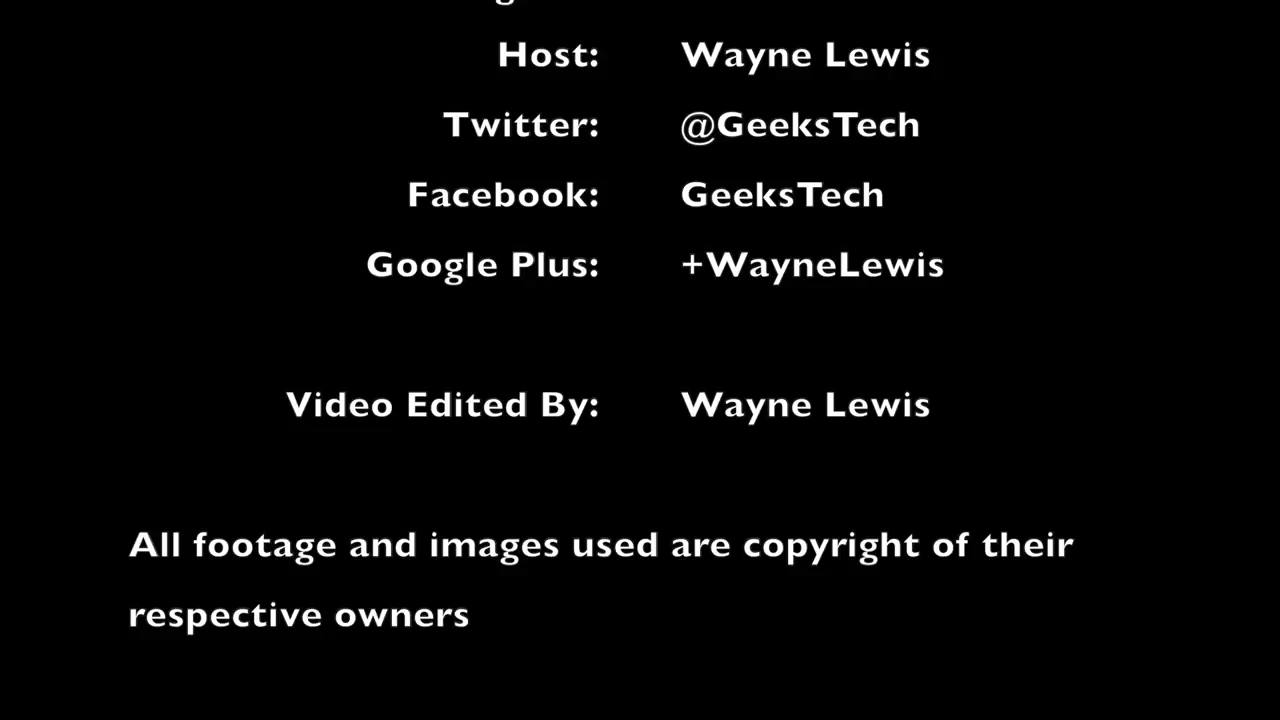 Host: Wayne Lewis
Twitter: @GeeksTech
Facebook: GeeksTech
Google Plus: +WayneLewis
Video Edited By: Wayne Lewis
All footage and images used are copyright of their
respective owners